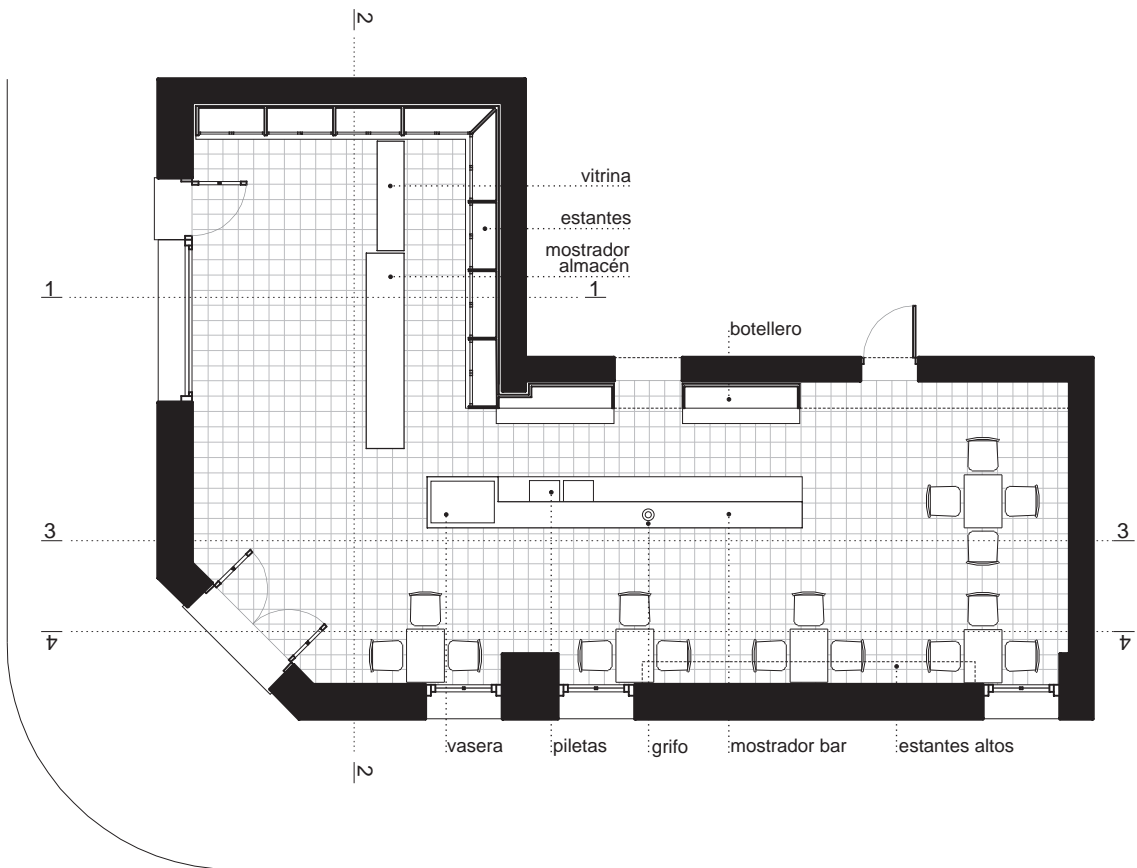 2
vitrina
estantes
mostrador
almacén
1
1
botellero
3
3
4
4
vasera
piletas
grifo
mostrador bar
estantes altos
2